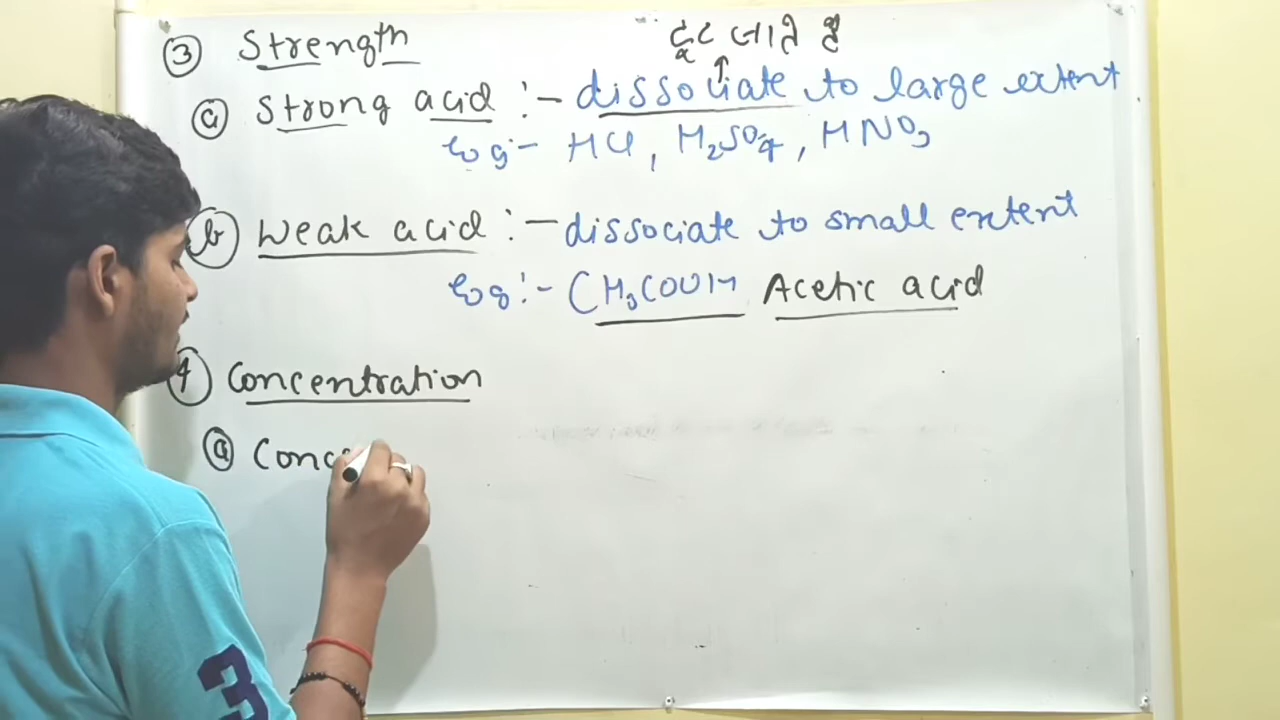 ③ Strength
टूट जाते है
ⓐ Strong acid :- dissociate to large extent
Eg:- HCl, H₂SO₄, HNO₃
ⓑ Weak acid :- dissociate to small extent
Eg:- CH₃COOH Acetic acid
④ Concentration
ⓐ Conc
3